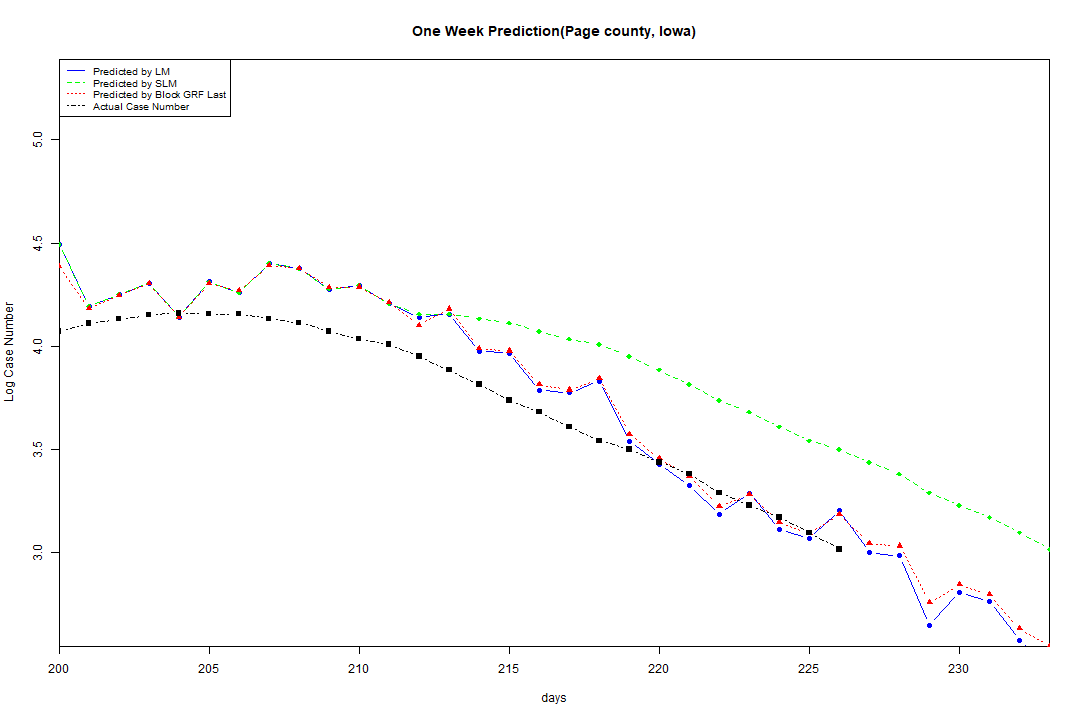 One Week Prediction(Page county, Iowa)
Predicted by LM
Predicted by SLM
Predicted by Block GRF Last
Actual Case Number
5.0
4.5
4.0
3.5
3.0
Log Case Number
200 205 210 215 220 225 230
days